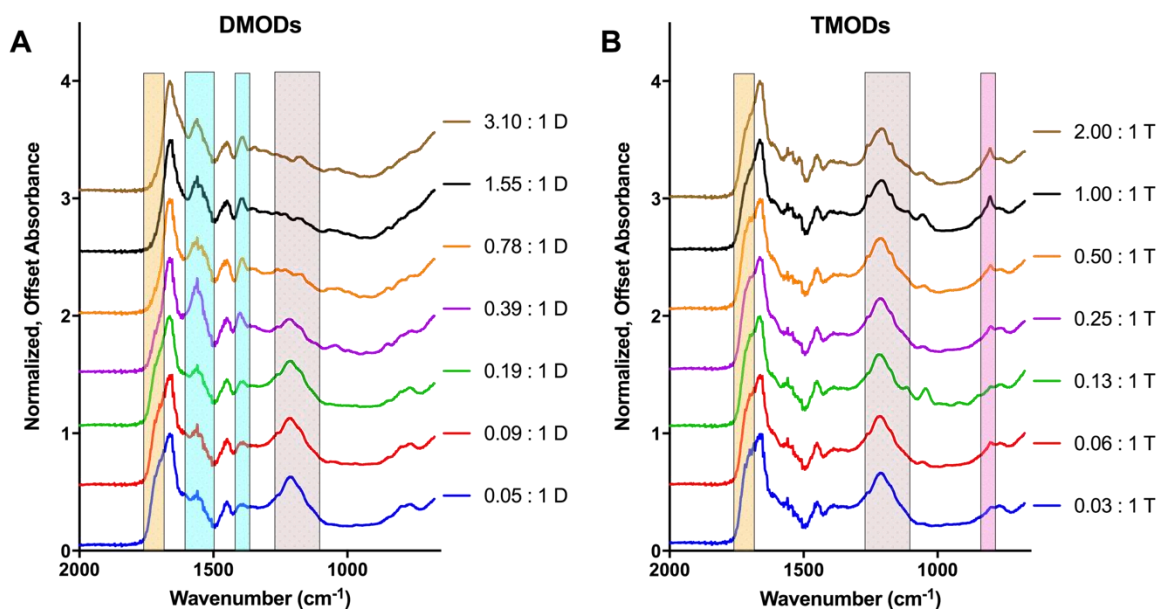 A
DMODs
Normalized, Offset Absorbance
4
3
2
1
0
2000
1500
1000
Wavenumber (cm⁻¹)
3.10 : 1 D
1.55 : 1 D
0.78 : 1 D
0.39 : 1 D
0.19 : 1 D
0.09 : 1 D
0.05 : 1 D
B
TMODs
Normalized, Offset Absorbance
4
3
2
1
0
2000
1500
1000
Wavenumber (cm⁻¹)
2.00 : 1 T
1.00 : 1 T
0.50 : 1 T
0.25 : 1 T
0.13 : 1 T
0.06 : 1 T
0.03 : 1 T